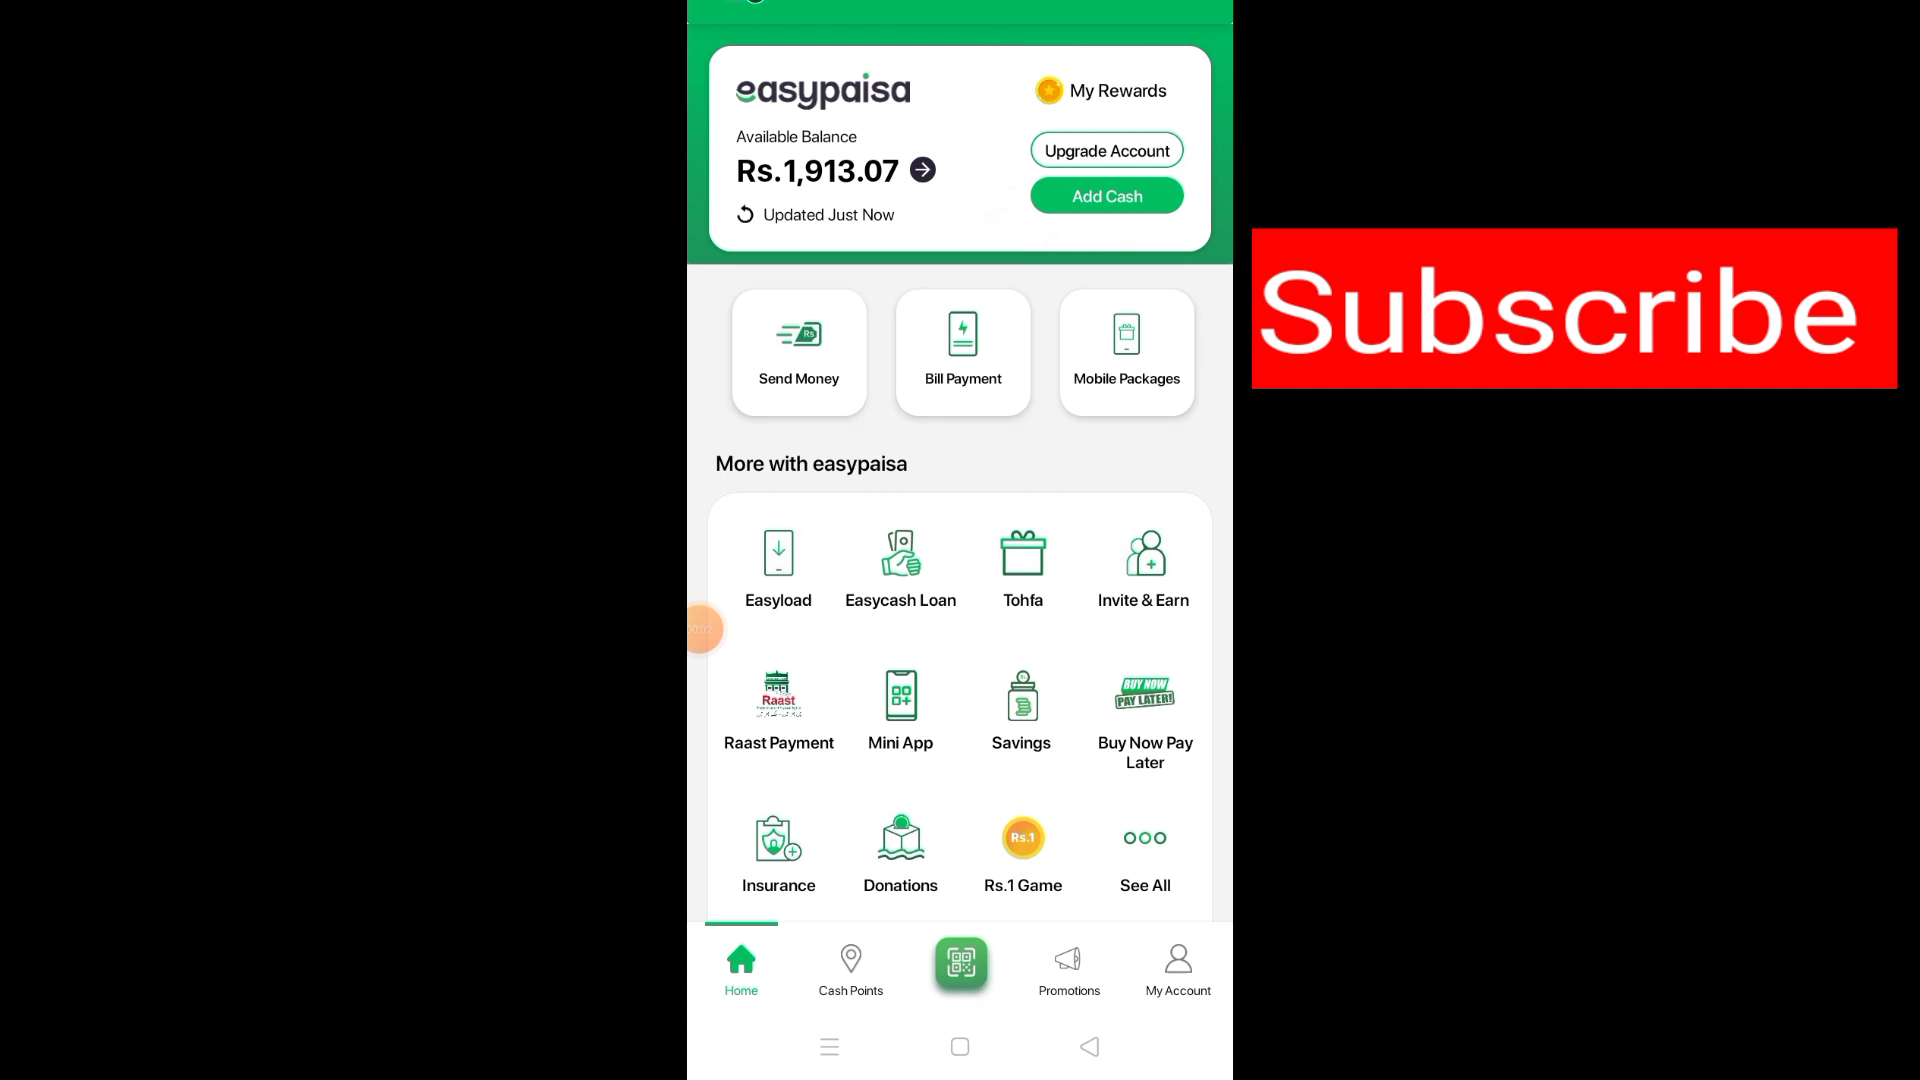 easypaisa
My Rewards
Available Balance
Upgrade Account
Rs.1,913.07
Add Cash
Updated Just Now
Subscribe
Rs
Send Money
Bill Payment
Mobile Packages
More with easypaisa
Easyload
Easycash Loan
Tohfa
Invite & Earn
00:02
Raast
BUY NOW
PAY LATER!
Raast Payment
Mini App
Savings
Buy Now Pay
Later
Rs.1
Insurance
Donations
Rs.1 Game
See All
Home
Cash Points
Promotions
My Account